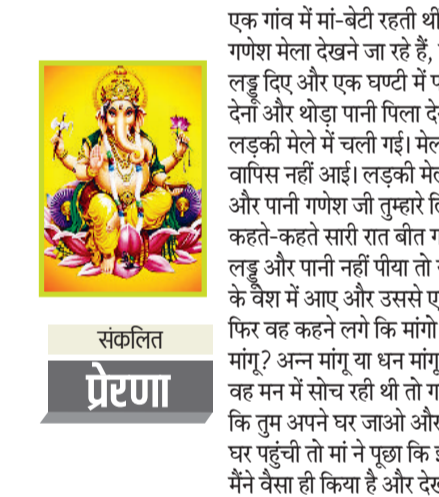 एक गांव में मां-बेटी रहती थी
गणेश मेला देखने जा रहे हैं,
लड्डू दिए और एक घण्टी में
देना और थोड़ा पानी पिला
लड़की मेले में चली गई।
वापिस नहीं आई। लड़की
और पानी गणेश जी तुम्हारे
कहते-कहते सारी रात बीत
लड्डू और पानी नहीं पीया तो
के वेश में आए और उससे
फिर वह कहने लगे कि मांगो
मांगू? अन्न मांगू या धन मांगू
वह मन में सोच रही थी तो
कि तुम अपने घर जाओ और
घर पहुंची तो मां ने पूछा कि
मैंने वैसा ही किया है और
संकलित
प्रेरणा